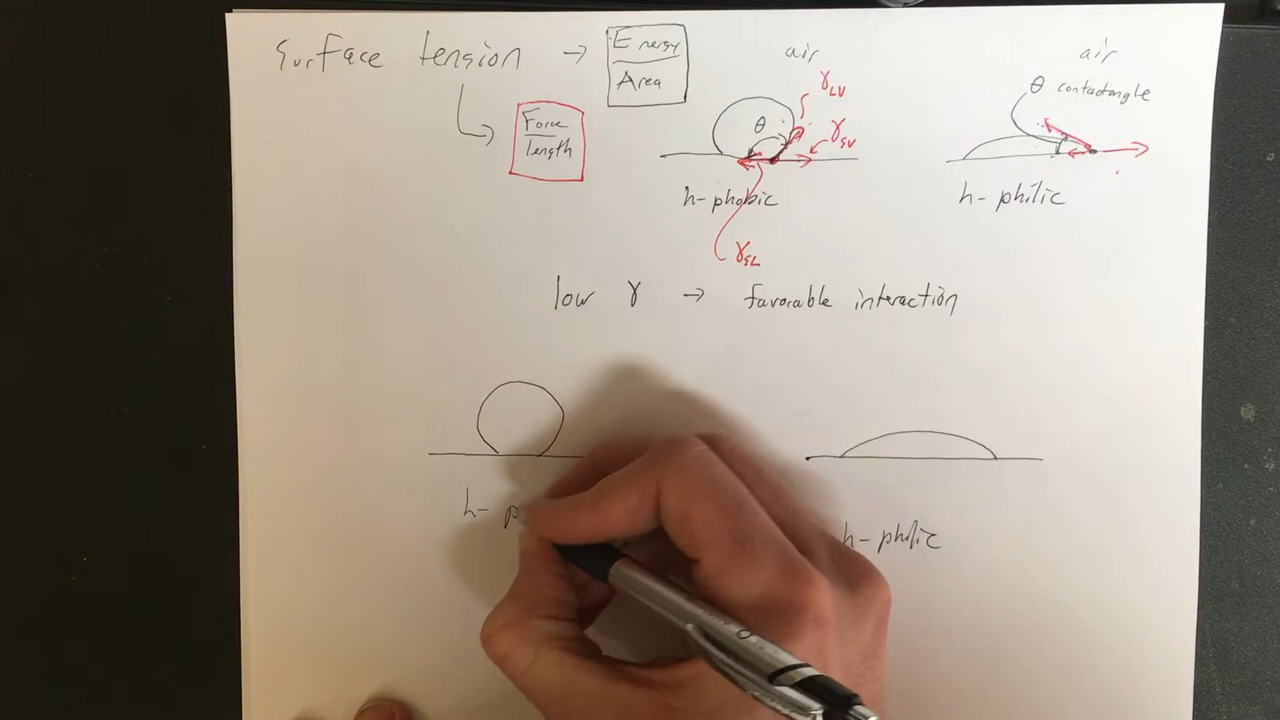 Surface tension → Energy / Area
Force / length
air
γLV
θ
γSV
h-phobic
γSL
air
θ contact angle
h-philic
low γ → favorable interaction
h- p
h-philic